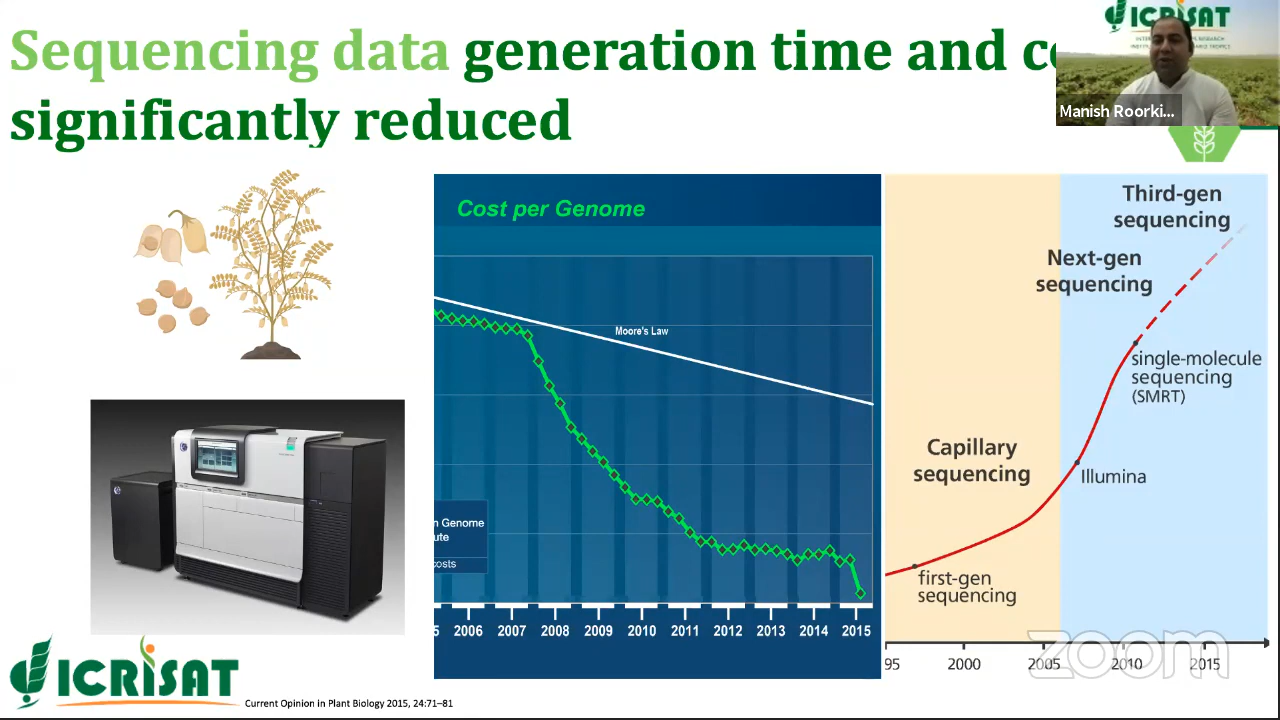 Sequencing data generation time and c
significantly reduced
ICRISAT
Manish Roorki...
Cost per Genome
Moore's Law
n Genome
ute
costs
5 2006 2007 2008 2009 2010 2011 2012 2013 2014 2015
Third-gen
sequencing
Next-gen
sequencing
single-molecule
sequencing
(SMRT)
Capillary
sequencing
Illumina
first-gen
sequencing
95 2000 2005 2010 2015
zoom
ICRISAT
Current Opinion in Plant Biology 2015, 24:71–81